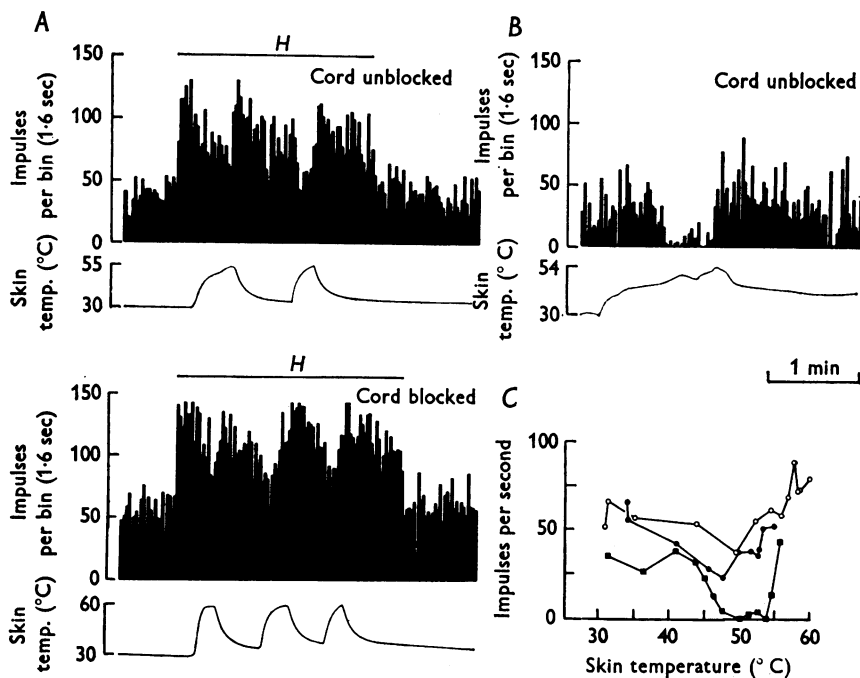 A
H
Cord unblocked
150
100
50
0
Impulses
per bin (1·6 sec)
55
30
Skin
temp. (°C)
H
Cord blocked
150
100
50
0
Impulses
per bin (1·6 sec)
60
30
Skin
temp. (°C)
B
Cord unblocked
150
100
50
0
Impulses
per bin (1·6 sec)
54
30
Skin
temp. (°C)
1 min
C
100
50
0
Impulses per second
30
40
50
60
Skin temperature (° C)